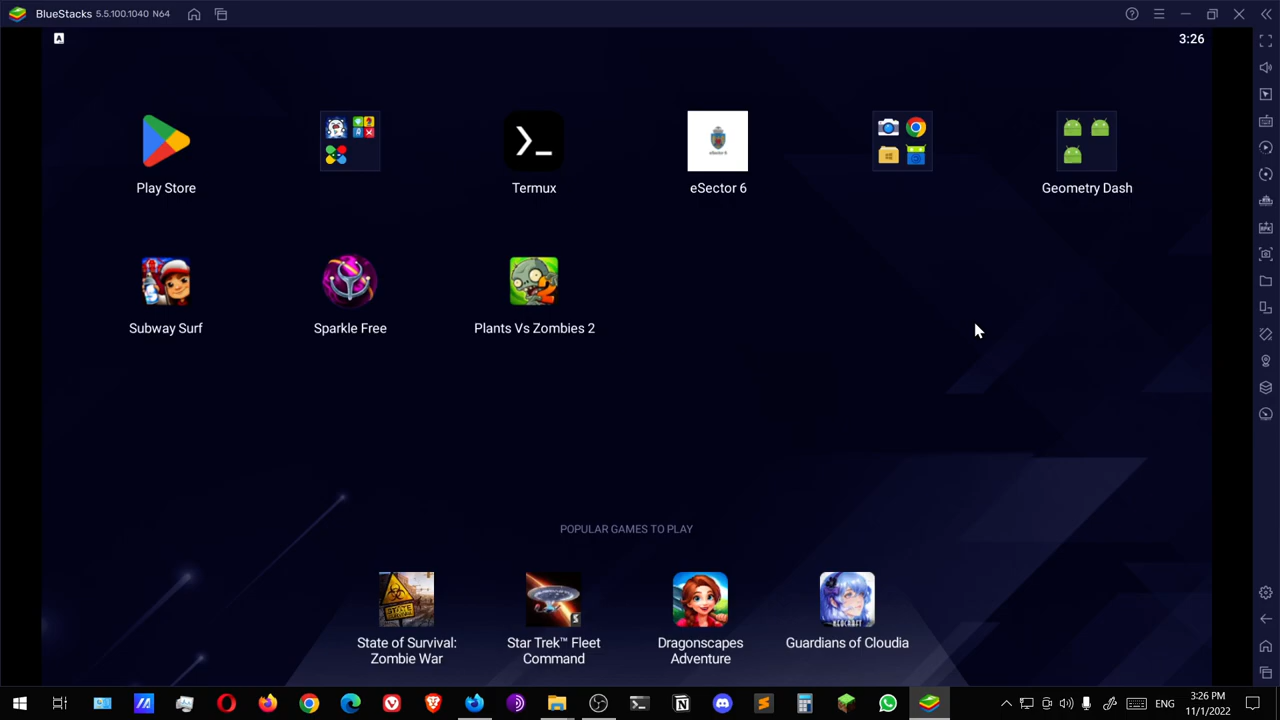 BlueStacks 5.5.100.1040 N64
A
3:26
Play Store
Termux
eSector 6
Geometry Dash
Subway Surf
Sparkle Free
Plants Vs Zombies 2
POPULAR GAMES TO PLAY
State of Survival:
Zombie War
Star Trek™ Fleet
Command
Dragonscapes
Adventure
Guardians of Cloudia
ENG
3:26 PM
11/1/2022